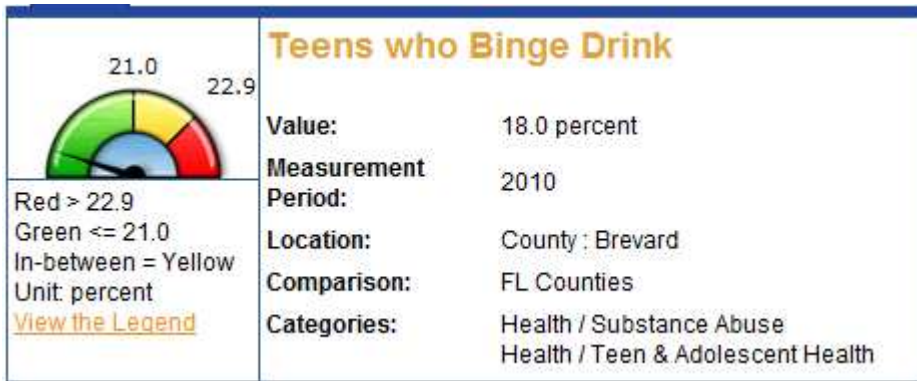 21.0
22.9
Red > 22.9
Green <= 21.0
In-between = Yellow
Unit: percent
View the Legend
Teens who Binge Drink
Value: 18.0 percent
Measurement
Period: 2010
Location: County : Brevard
Comparison: FL Counties
Categories: Health / Substance Abuse
Health / Teen & Adolescent Health